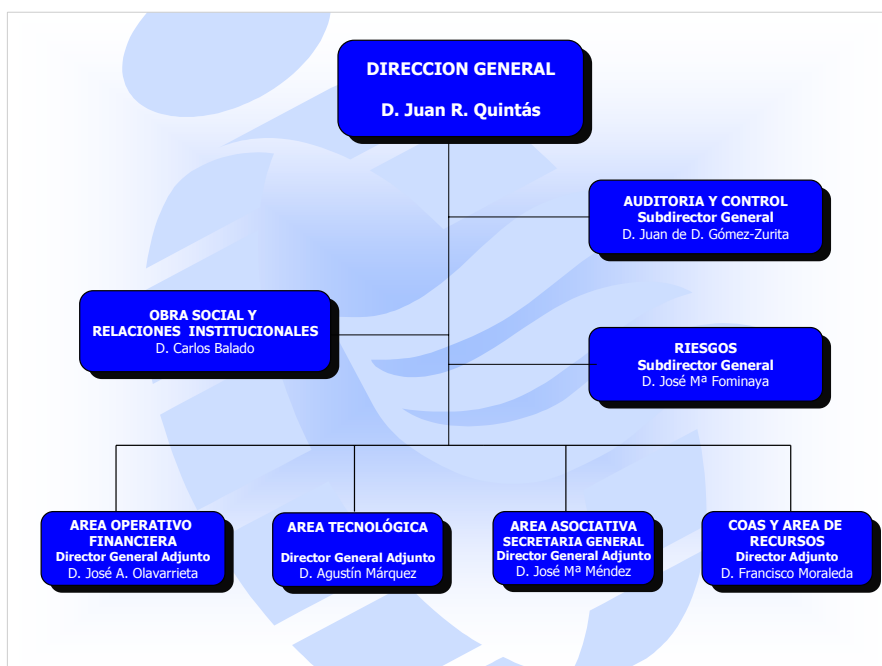 DIRECCION GENERAL
D. Juan R. Quintás
AUDITORIA Y CONTROL
Subdirector General
D. Juan de D. Gómez-Zurita
OBRA SOCIAL Y
RELACIONES INSTITUCIONALES
D. Carlos Balado
RIESGOS
Subdirector General
D. José Mª Fominaya
AREA OPERATIVO
FINANCIERA
Director General Adjunto
D. José A. Olavarrieta
AREA TECNOLÓGICA
Director General Adjunto
D. Agustín Márquez
AREA ASOCIATIVA
SECRETARIA GENERAL
Director General Adjunto
D. José Mª Méndez
COAS Y AREA DE
RECURSOS
Director Adjunto
D. Francisco Moraleda